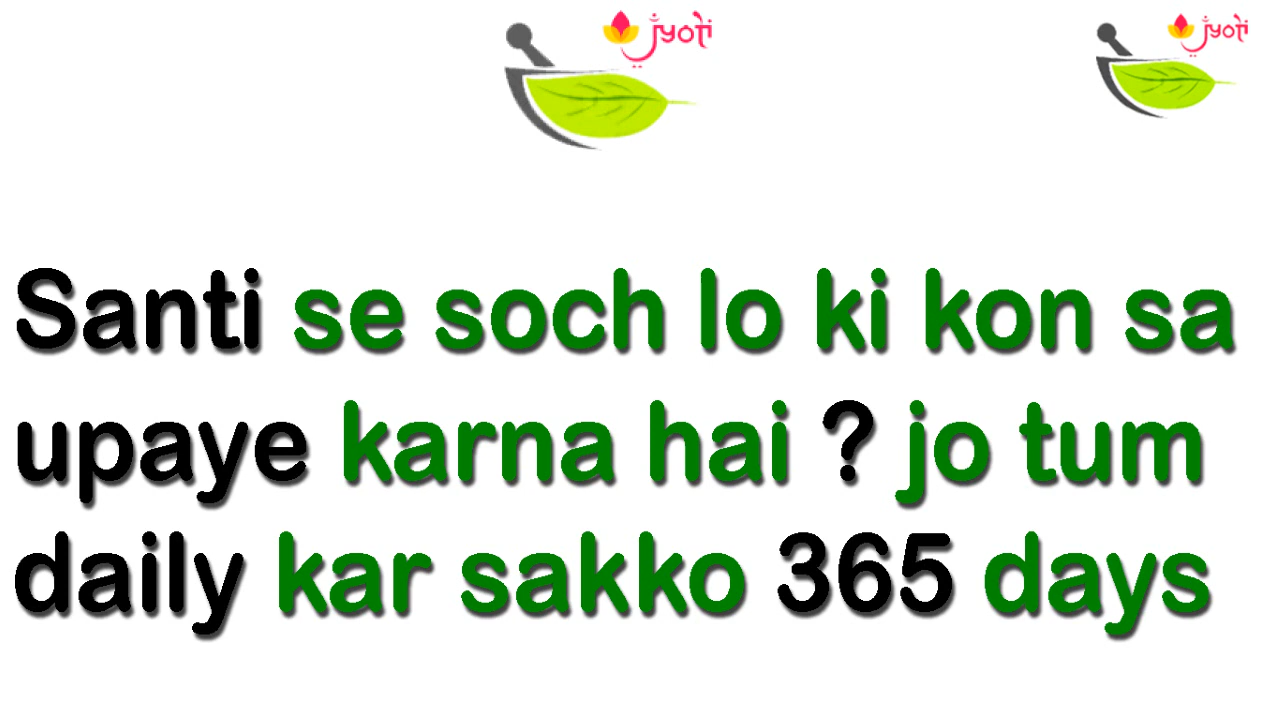 jyoti jyoti
Santi se soch lo ki kon sa
upaye karna hai ? jo tum
daily kar sakko 365 days